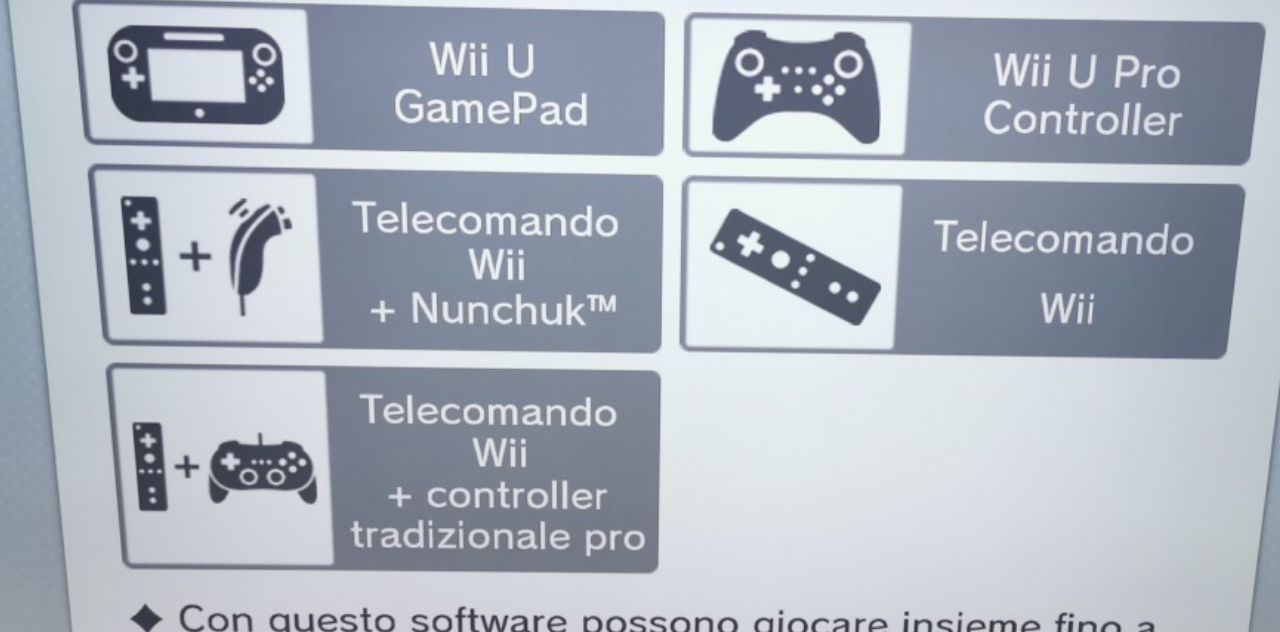 Wii U
GamePad
Wii U Pro
Controller
Telecomando
Wii
+ Nunchuk™
Telecomando
Wii
Telecomando
Wii
+ controller
tradizionale pro
◆ Con questo software possono giocare insieme fino a